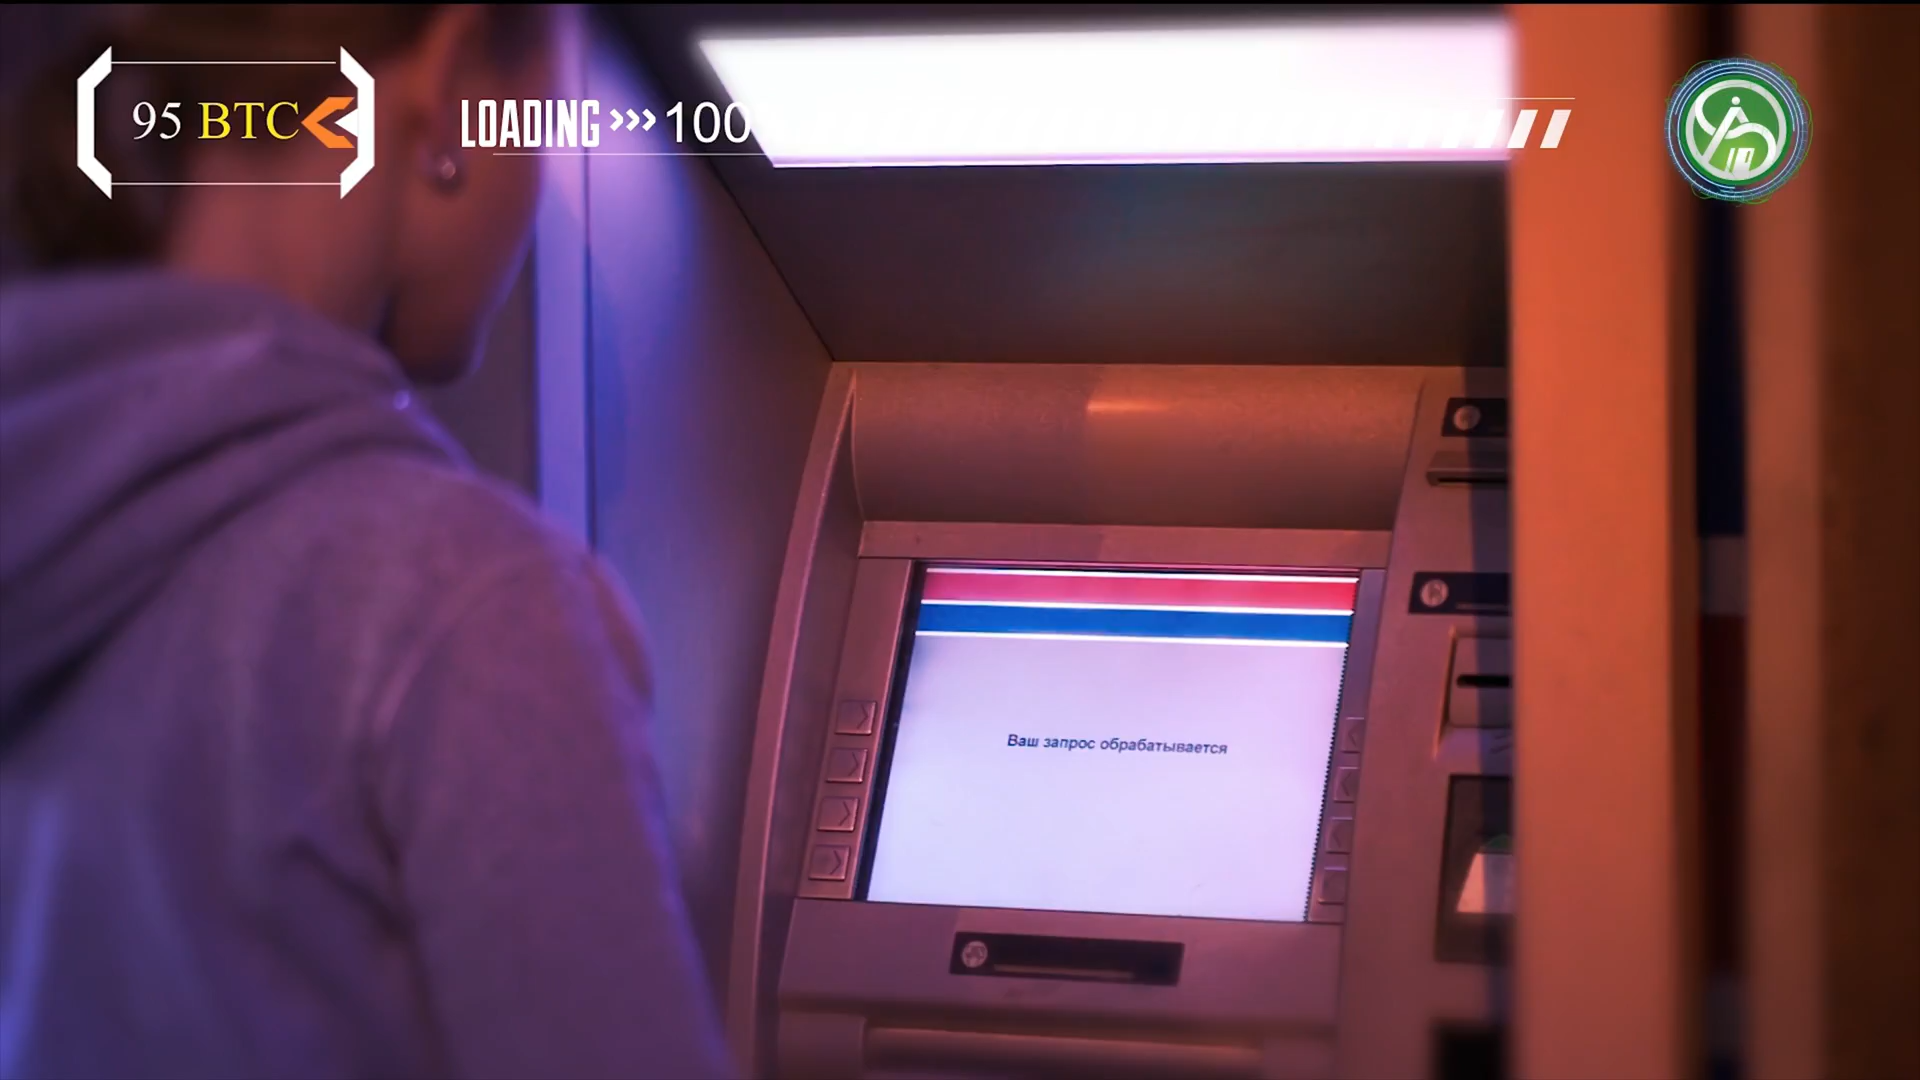 95 BTC
LOADING >>> 100
Ваш запрос обрабатывается